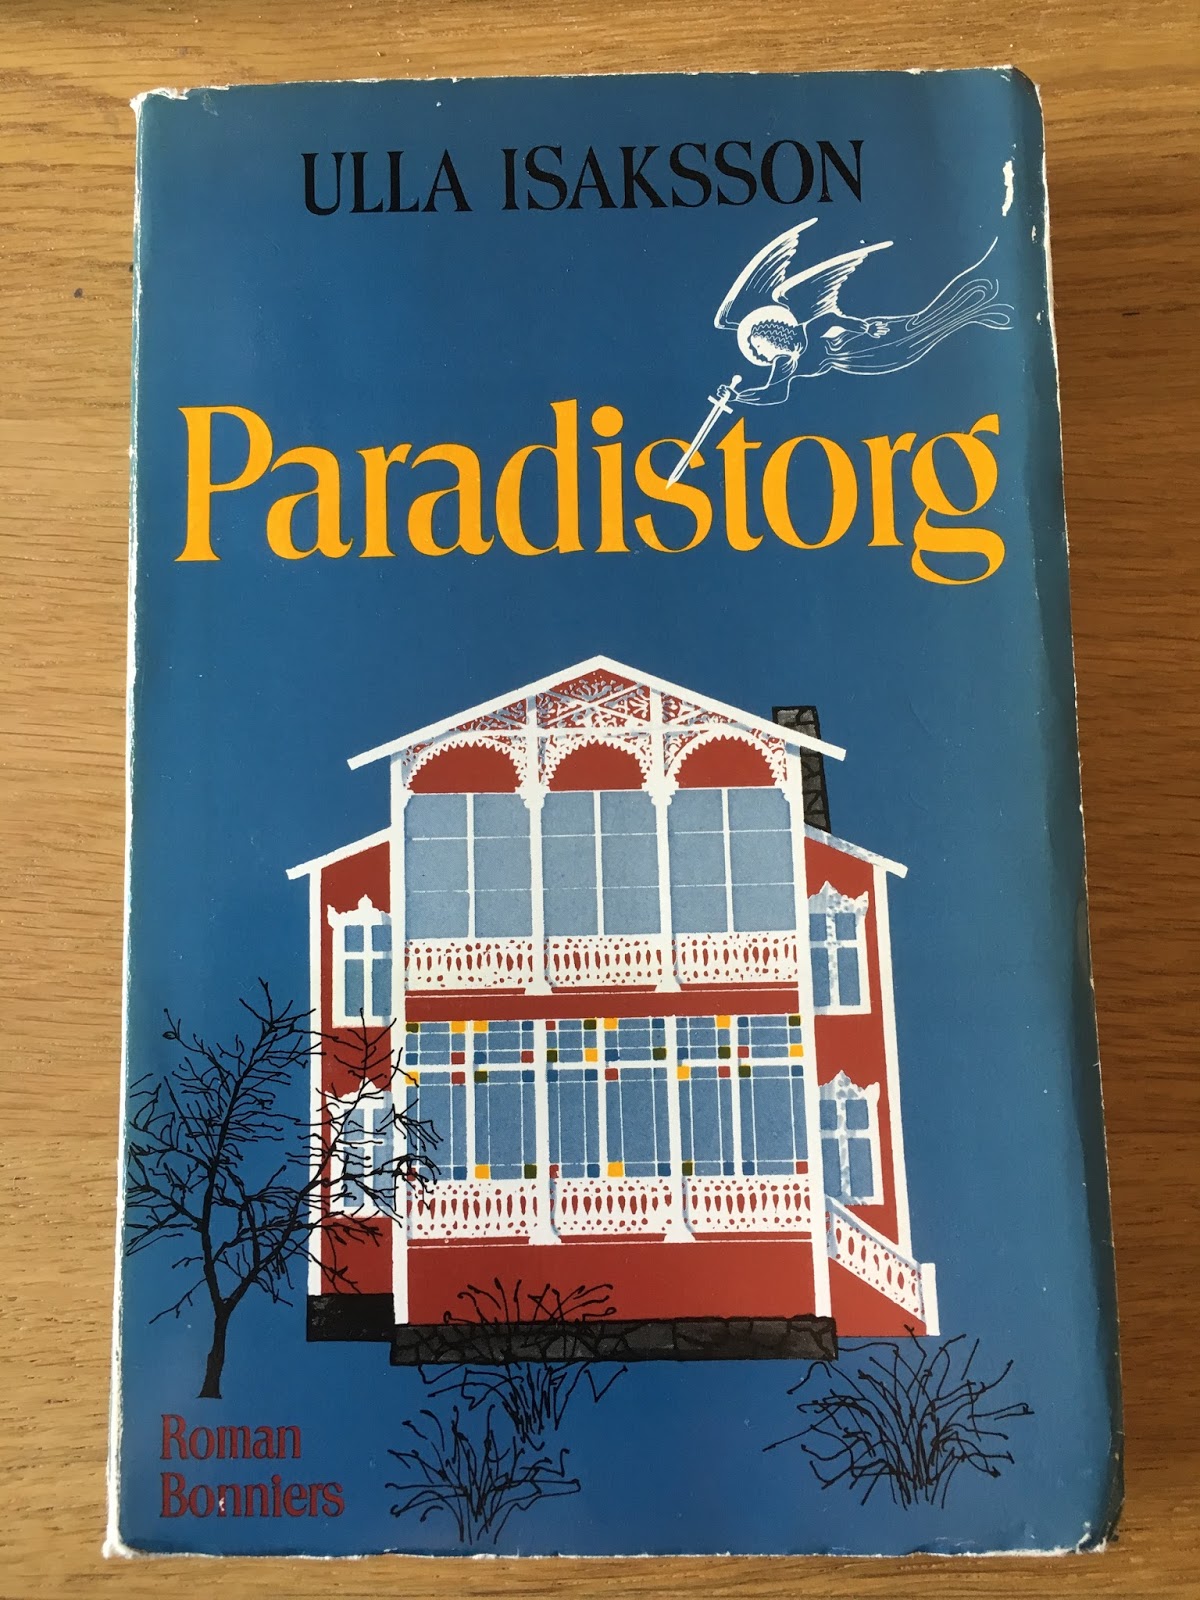 ULLA ISAKSSON
Paradistorg
Roman
Bonniers